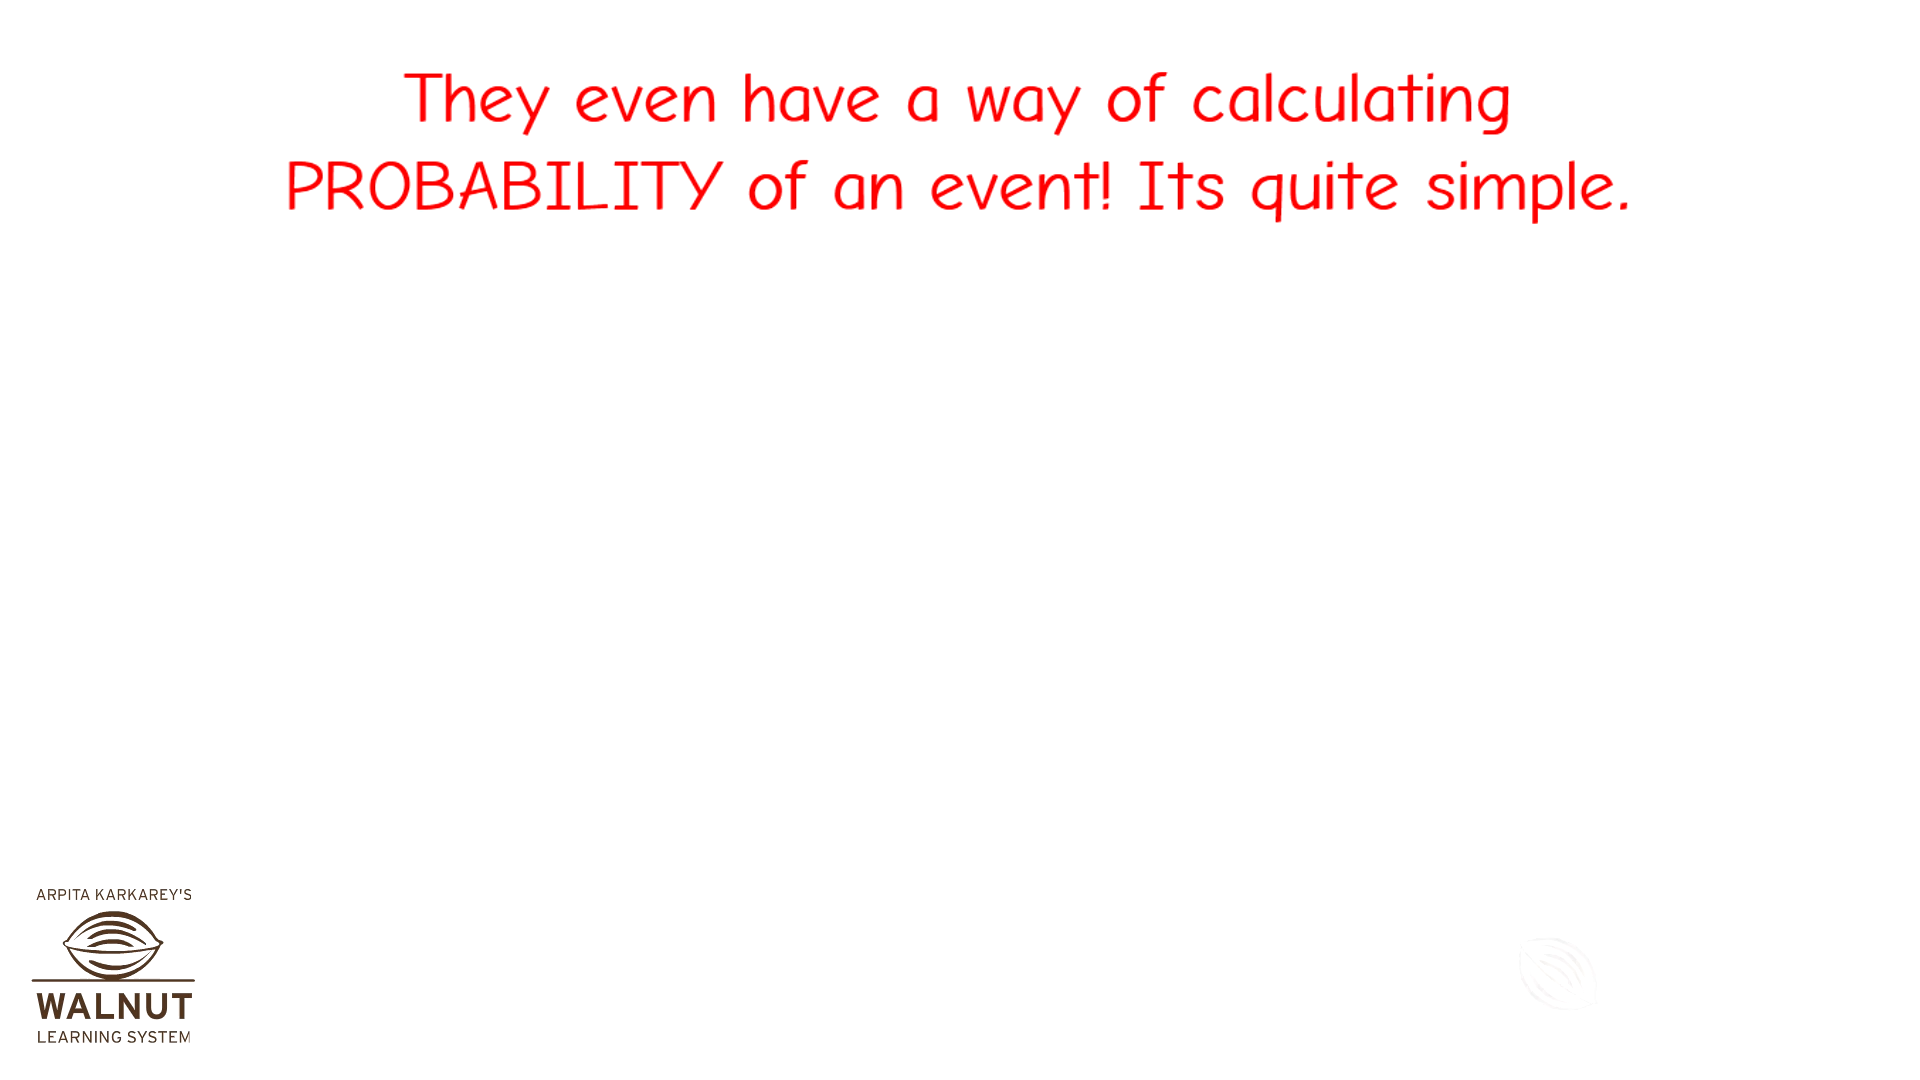 They even have a way of calculating
PROBABILITY of an event! Its quite simple.
ARPITA KARKAREY'S
WALNUT
LEARNING SYSTEM